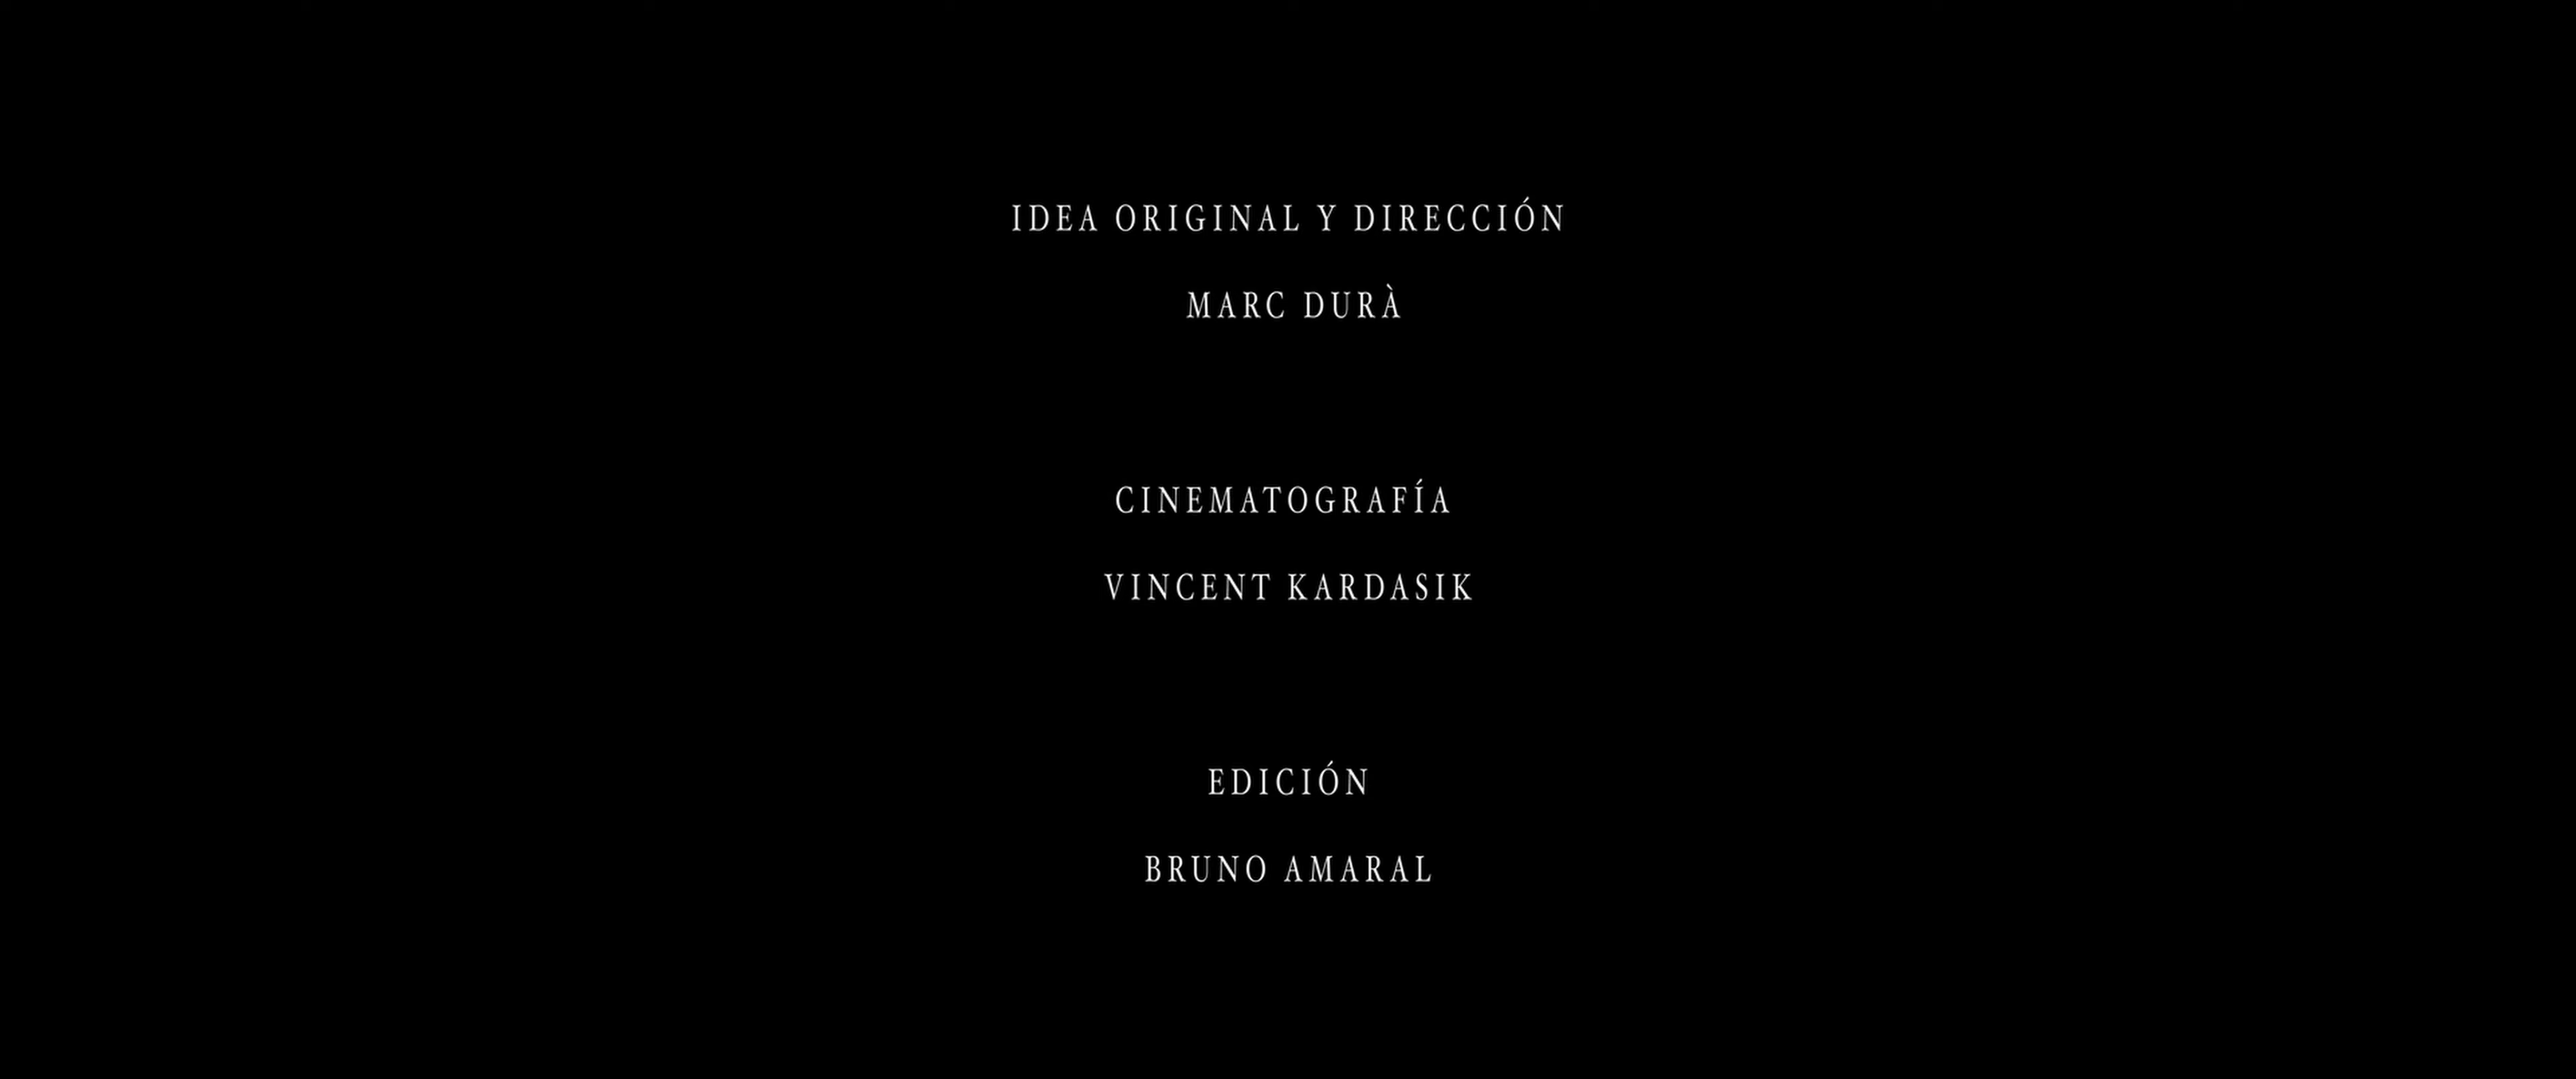 IDEA ORIGINAL Y DIRECCIÓN
MARC DURÀ
CINEMATOGRAFÍA
VINCENT KARDASIK
EDICIÓN
BRUNO AMARAL